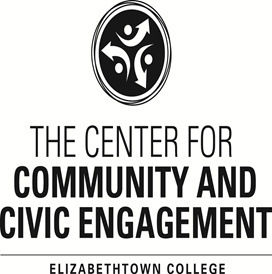 THE CENTER FOR
COMMUNITY AND
CIVIC ENGAGEMENT
ELIZABETHTOWN COLLEGE